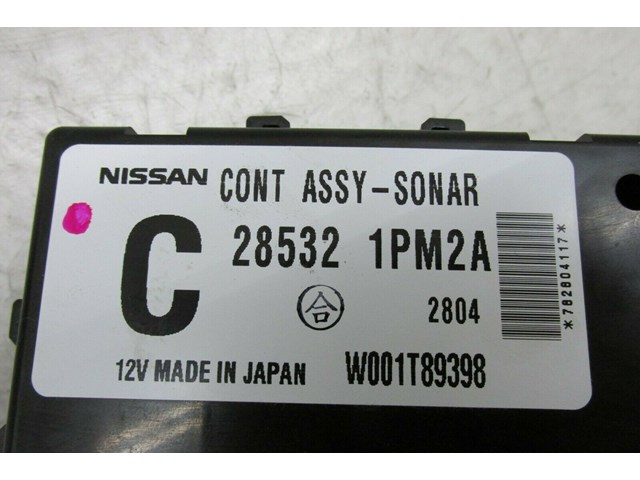 NISSAN CONT ASSY-SONAR
C 28532 1PM2A
合 2804
12V MADE IN JAPAN W001T89398
*782804117*